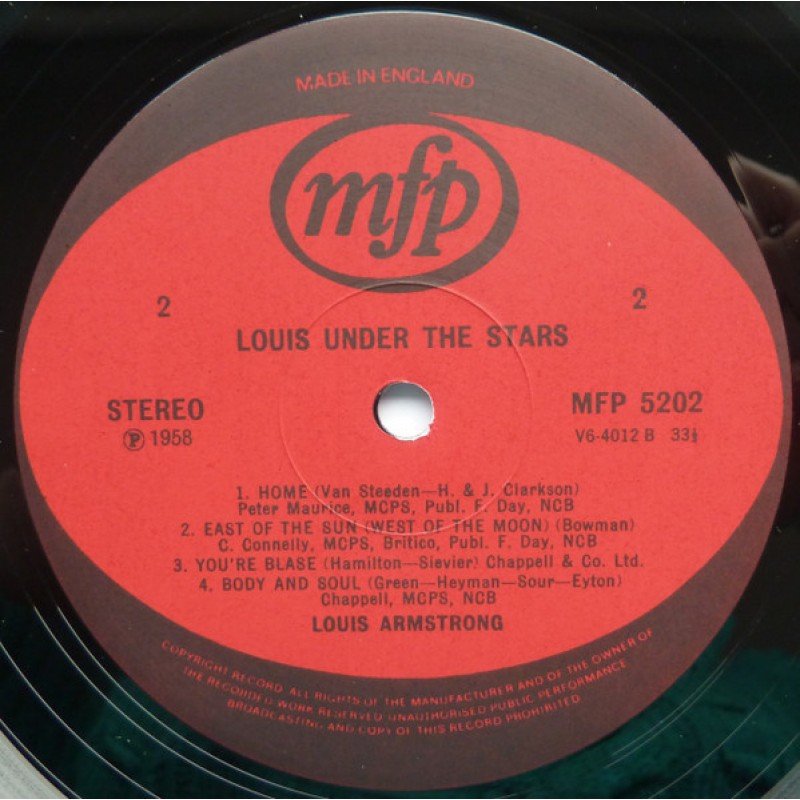 MADE IN ENGLAND
mfp
2 2
LOUIS UNDER THE STARS
STEREO MFP 5202
Ⓟ 1958 V6-4012 B 33⅓
1. HOME (Van Steeden—H. & J. Clarkson)
Peter Maurice, MCPS, Publ. F. Day, NCB
2. EAST OF THE SUN (WEST OF THE MOON) (Bowman)
C. Connelly, MCPS, Britico, Publ. F. Day, NCB
3. YOU'RE BLASE (Hamilton—Sievier) Chappell & Co. Ltd.
4. BODY AND SOUL (Green—Heyman—Sour—Eyton)
Chappell, MCPS, NCB
LOUIS ARMSTRONG
COPYRIGHT RECORD. ALL RIGHTS OF THE MANUFACTURER AND OF THE OWNER OF
THE RECORDED WORK RESERVED UNAUTHORISED PUBLIC PERFORMANCE
BROADCASTING AND COPY OF THIS RECORD PROHIBITED